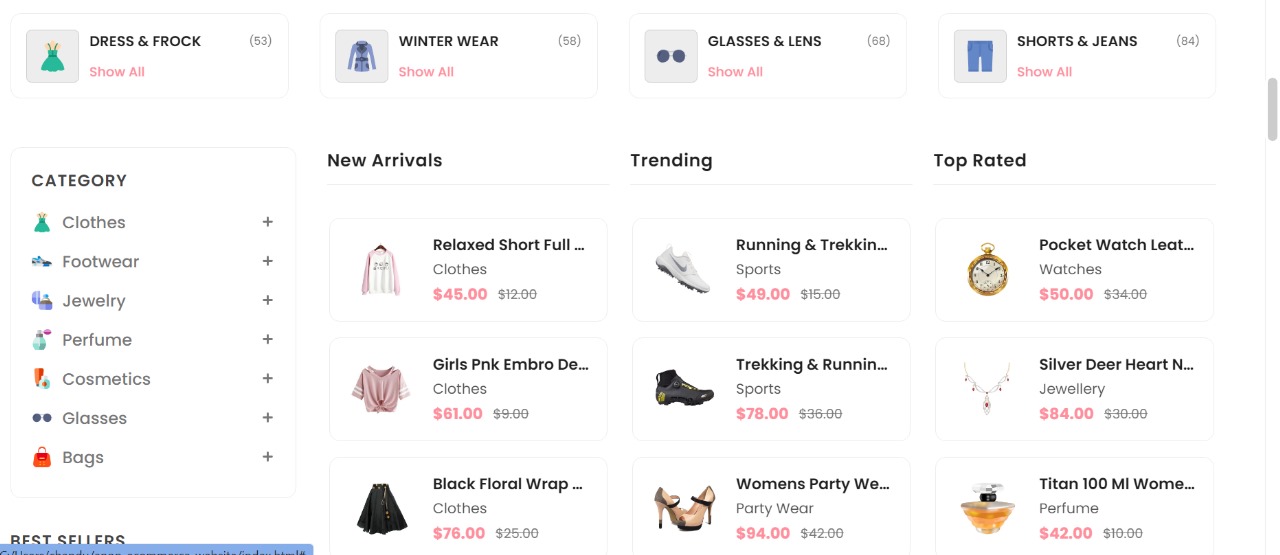 DRESS & FROCK (53)
Show All
WINTER WEAR (58)
Show All
GLASSES & LENS (68)
Show All
SHORTS & JEANS (84)
Show All
CATEGORY
Clothes +
Footwear +
Jewelry +
Perfume +
Cosmetics +
Glasses +
Bags +
BEST SELLERS
New Arrivals
Relaxed Short Full ...
Clothes
$45.00 $12.00
Girls Pnk Embro De...
Clothes
$61.00 $9.00
Black Floral Wrap ...
Clothes
$76.00 $25.00
Trending
Running & Trekkin...
Sports
$49.00 $15.00
Trekking & Runnin...
Sports
$78.00 $36.00
Womens Party We...
Party Wear
$94.00 $42.00
Top Rated
Pocket Watch Leat...
Watches
$50.00 $34.00
Silver Deer Heart N...
Jewellery
$84.00 $30.00
Titan 100 Ml Wome...
Perfume
$42.00 $10.00